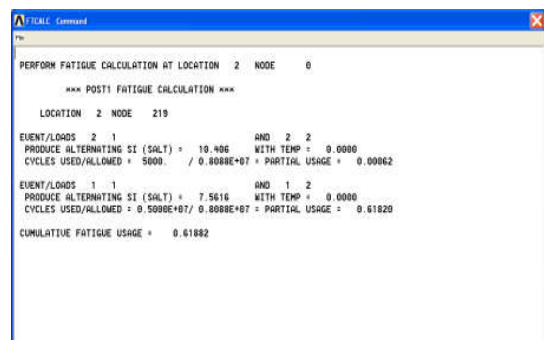 FTCALC Command
File
PERFORM FATIGUE CALCULATION AT LOCATION 2 NODE 0
*** POST1 FATIGUE CALCULATION ***
LOCATION 2 NODE 219
EVENT/LOADS 2 1 AND 2 2
PRODUCE ALTERNATING SI (SALT) = 10.406 WITH TEMP = 0.0000
CYCLES USED/ALLOWED = 5000. / 0.8088E+07 = PARTIAL USAGE = 0.00062
EVENT/LOADS 1 1 AND 1 2
PRODUCE ALTERNATING SI (SALT) = 7.5616 WITH TEMP = 0.0000
CYCLES USED/ALLOWED = 0.5000E+07/ 0.8088E+07 = PARTIAL USAGE = 0.61820
CUMULATIVE FATIGUE USAGE = 0.61882